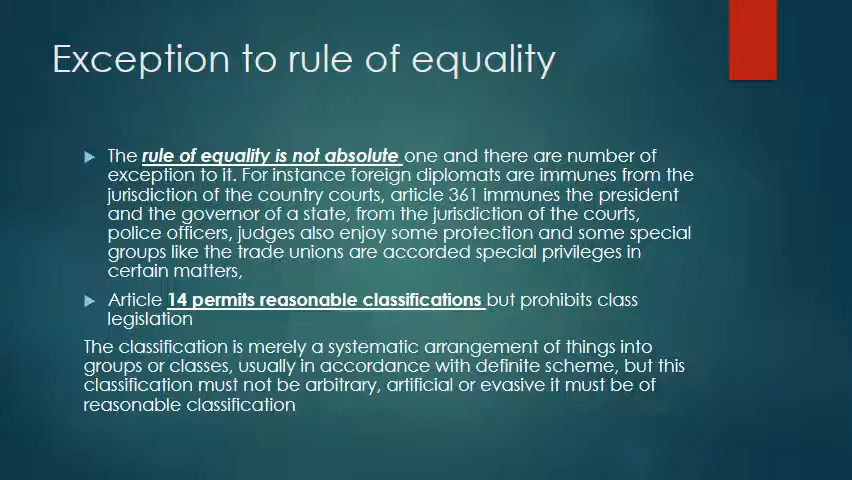 Exception to rule of equality
The rule of equality is not absolute one and there are number of
exception to it. For instance foreign diplomats are immunes from the
jurisdiction of the country courts, article 361 immunes the president
and the governor of a state, from the jurisdiction of the courts,
police officers, judges also enjoy some protection and some special
groups like the trade unions are accorded special privileges in
certain matters,
Article 14 permits reasonable classifications but prohibits class
legislation
The classification is merely a systematic arrangement of things into
groups or classes, usually in accordance with definite scheme, but this
classification must not be arbitrary, artificial or evasive it must be of
reasonable classification